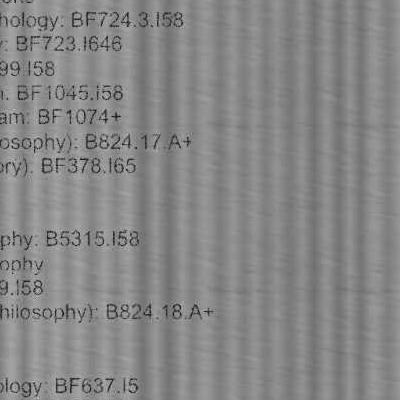 hology: BF724.3.I58
y: BF723.I646
99.I58
n. BF1045.I58
am: BF1074+
osophy): B824.17.A+
ory). BF378.I65
phy: B5315.I58
ophy
9.I58
hilosophy): B824.18.A+
ology: BF637.I5